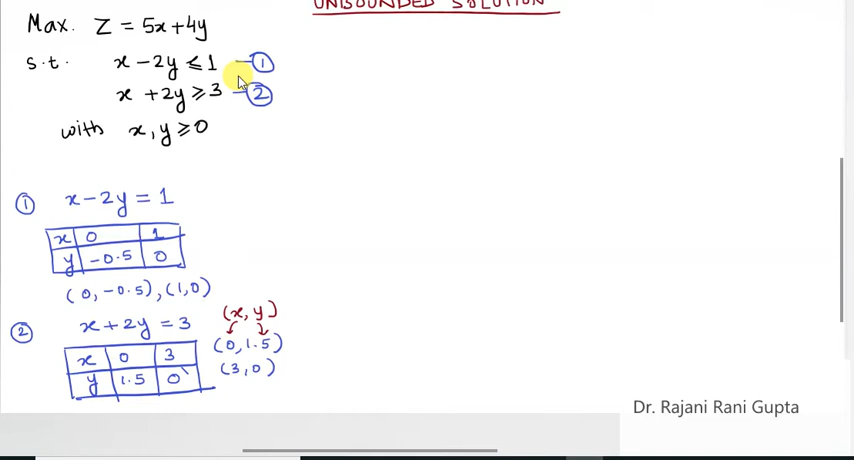 UNBOUNDED SOLUTION
Max. Z = 5x+4y
s.t. x - 2y ≤ 1 —①
x + 2y ≥ 3 —②
with x, y ≥ 0
① x - 2y = 1
x 0 1
y -0.5 0
(0, -0.5), (1,0)
② x + 2y = 3
(x, y)
x 0 3
y 1.5 0
(0, 1.5)
(3, 0)
Dr. Rajani Rani Gupta